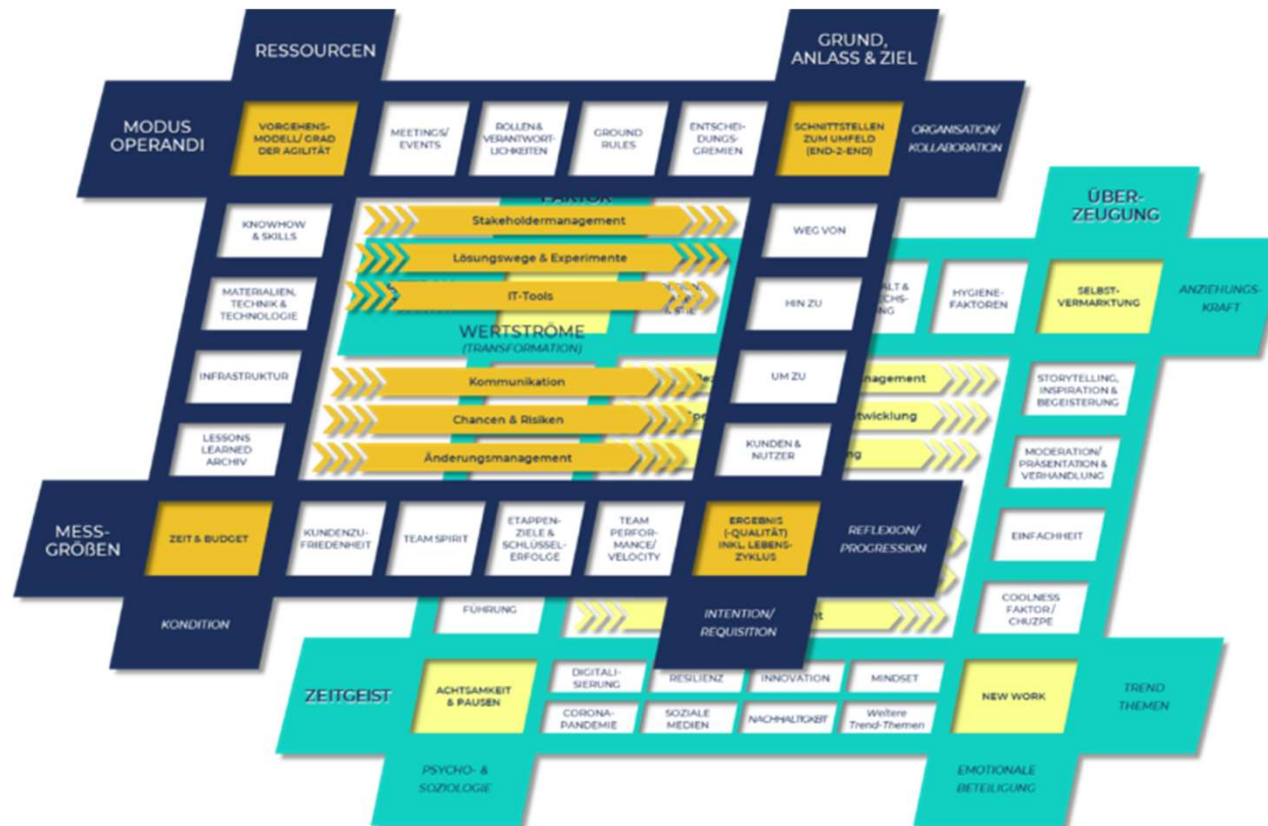 RESSOURCEN
GRUND,
ANLASS & ZIEL
MODUS
OPERANDI
VORGEHENS-
MODELL/ GRAD
DER AGILITÄT
MEETINGS/
EVENTS
ROLLEN &
VERANTWORT-
LICHKEITEN
GROUND
RULES
ENTSCHEI-
DUNGS-
GREMIEN
SCHNITTSTELLEN
ZUM UMFELD
(END-2-END)
ORGANISATION/
KOLLABORATION
KNOWHOW
& SKILLS
MATERIALIEN,
TECHNIK &
TECHNOLOGIE
INFRASTRUKTUR
LESSONS
LEARNED
ARCHIV
FAKTOR
Stakeholdermanagement
Lösungswege & Experimente
IT-Tools
WERTSTRÖME
(TRANSFORMATION)
Kommunikation
Chancen & Risiken
Änderungsmanagement
WEG VON
HIN ZU
UM ZU
KUNDEN &
NUTZER
MESS-
GRÖßEN
ZEIT & BUDGET
KUNDENZU-
FRIEDENHEIT
TEAM SPIRIT
ETAPPEN-
ZIELE &
SCHLÜSSEL-
ERFOLGE
TEAM
PERFOR-
MANCE/
VELOCITY
ERGEBNIS
(-QUALITÄT)
INKL. LEBENS-
ZYKLUS
REFLEXION/
PROGRESSION
KONDITION
INTENTION/
REQUISITION
ÜBER-
ZEUGUNG
& STIL
HYGIENE-
FAKTOREN
SELBST-
VERMARKTUNG
ANZIEHUNGS-
KRAFT
STORYTELLING,
INSPIRATION &
BEGEISTERUNG
MODERATION/
PRÄSENTATION &
VERHANDLUNG
EINFACHHEIT
COOLNESS
FAKTOR /
CHUZPE
FÜHRUNG
ZEITGEIST
ACHTSAMKEIT
& PAUSEN
DIGITALI-
SIERUNG
RESILIENZ
INNOVATION
MINDSET
CORONA-
PANDEMIE
SOZIALE
MEDIEN
NACHHALTIGKEIT
Weitere
Trend-Themen
NEW WORK
TREND
THEMEN
PSYCHO- &
SOZIOLOGIE
EMOTIONALE
BETEILIGUNG